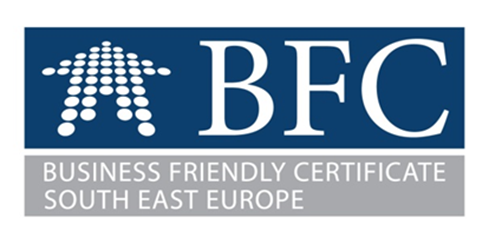 BFC
BUSINESS FRIENDLY CERTIFICATE
SOUTH EAST EUROPE